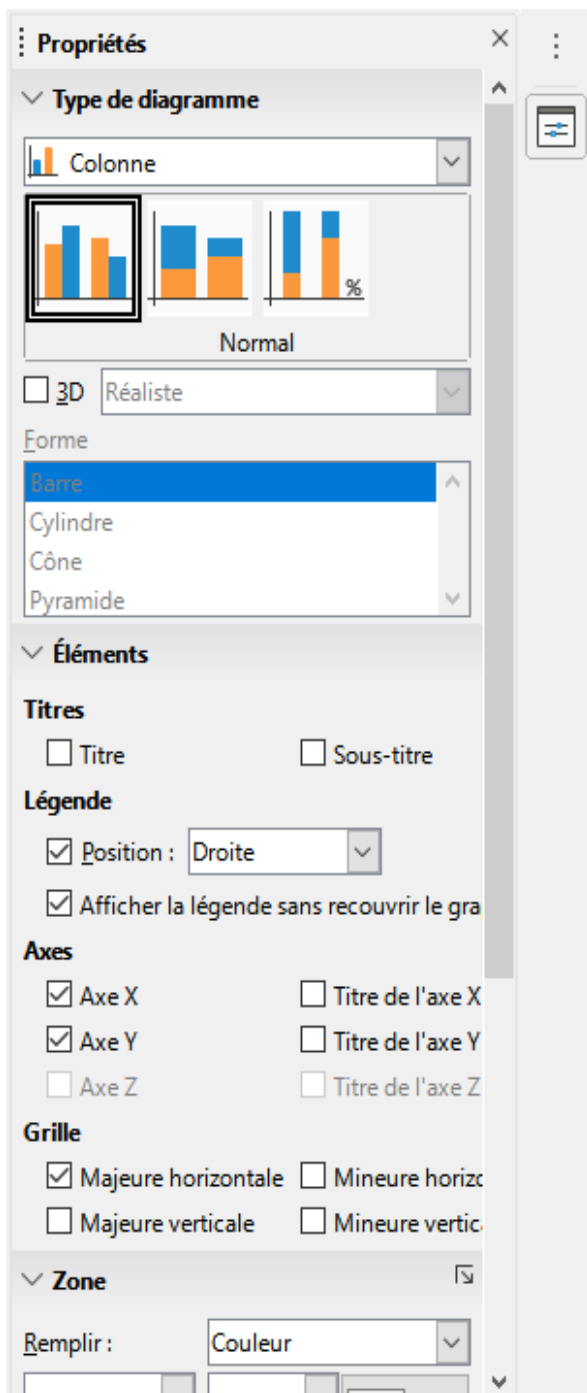 Propriétés
Type de diagramme
Colonne
%
Normal
3D Réaliste
Forme
Barre
Cylindre
Cône
Pyramide
Éléments
Titres
Titre Sous-titre
Légende
Position : Droite
Afficher la légende sans recouvrir le gra
Axes
Axe X Titre de l'axe X
Axe Y Titre de l'axe Y
Axe Z Titre de l'axe Z
Grille
Majeure horizontale Mineure horizo
Majeure verticale Mineure vertica
Zone
Remplir : Couleur